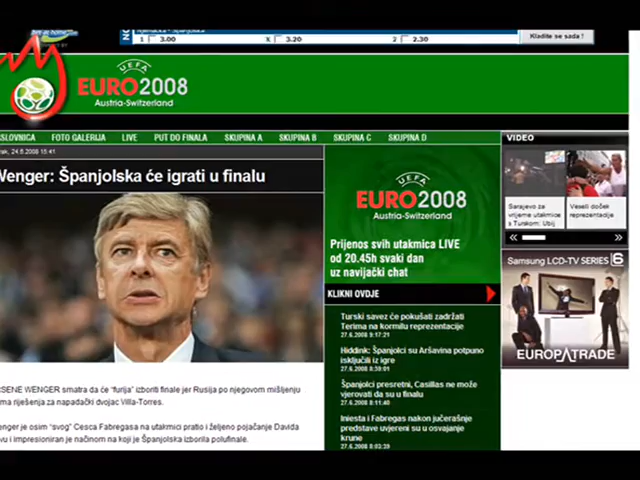 1 3.00 X 3.20 2 2.30
Kladite se sada!
UEFA
EURO2008
Austria-Switzerland
SLOVNICA FOTO GALERIJA LIVE PUT DO FINALA SKUPINA A SKUPINA B SKUPINA C SKUPINA D
24.6.2008 15:41
Wenger: Španjolska će igrati u finalu
UEFA
EURO2008
Austria-Switzerland
Prijenos svih utakmica LIVE
od 20.45h svaki dan
uz navijački chat
KLIKNI OVDJE
Turski savez će pokušati zadržati
Terima na kormilu reprezentacije
27.6.2008 9:17:21
Hiddink: Španjolci su Aršavina potpuno
isključili iz igre
27.6.2008 8:39:01
Španjolci presretni, Casillas ne može
vjerovati da su u finalu
27.6.2008 8:11:40
Iniesta i Fabregas nakon jučerašnje
predstave uvjereni su u osvajanje
krune
27.6.2008 8:03:39
VIDEO
Sarajevo za
vrijeme utakmice
s Turskom: Ubij
Veseli doček
reprezentacije
Samsung LCD-TV SERIES 6
EUROPATRADE
SENE WENGER smatra da će "furija" izboriti finale jer Rusija po njegovom mišljenju
ma riješenja za napadački dvojac Villa-Torres.
enger je osim "svog" Cesca Fabregasa na utakmici pratio i željeno pojačanje Davida
vu i impresioniran je načinom na koji je Španjolska izborila polufinale.